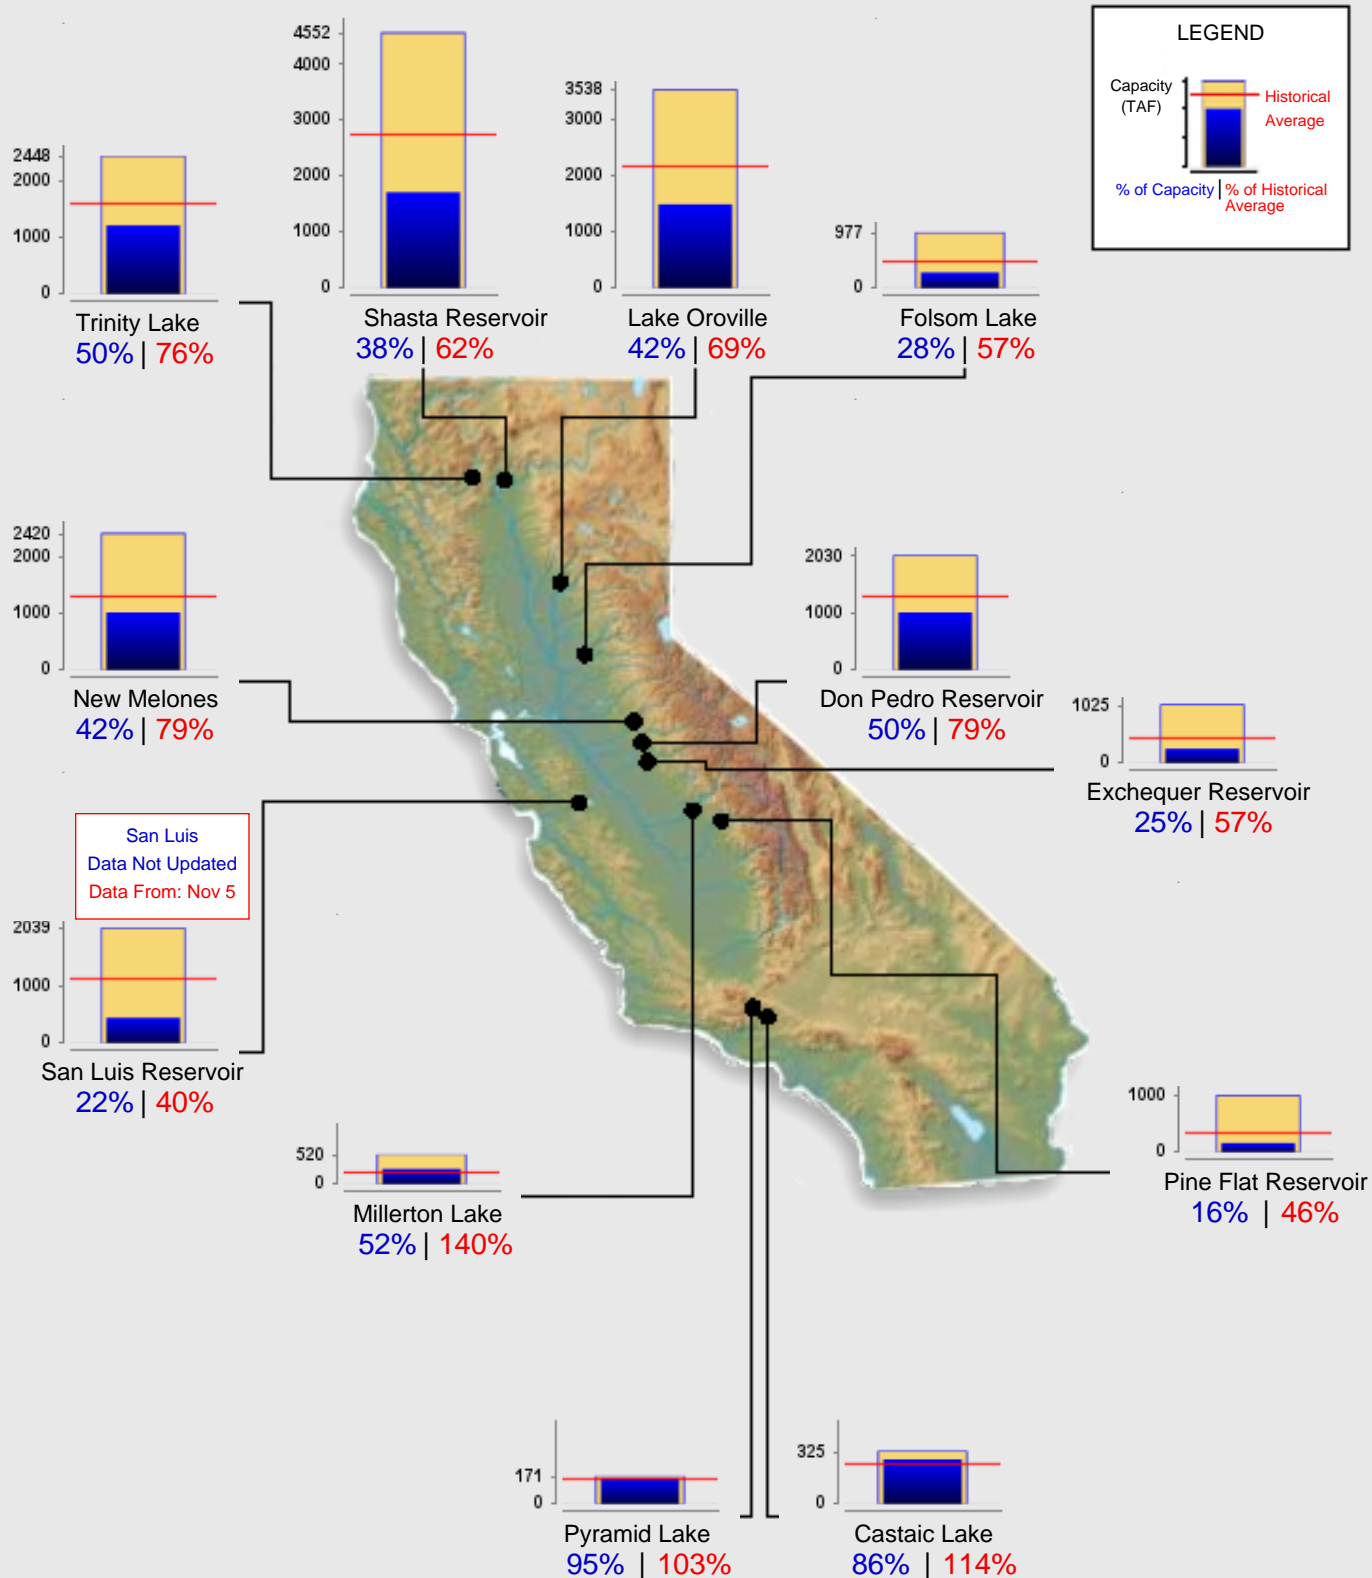 LEGEND
Capacity
(TAF)
Historical
Average
% of Capacity | % of Historical
Average
4552
4000
3000
2000
1000
0
Shasta Reservoir
38% | 62%
3538
3000
2000
1000
0
Lake Oroville
42% | 69%
2448
2000
1000
0
Trinity Lake
50% | 76%
977
0
Folsom Lake
28% | 57%
2420
2000
1000
0
New Melones
42% | 79%
2030
1000
0
Don Pedro Reservoir
50% | 79%
1025
0
Exchequer Reservoir
25% | 57%
San Luis
Data Not Updated
Data From: Nov 5
2039
1000
0
San Luis Reservoir
22% | 40%
520
0
Millerton Lake
52% | 140%
1000
0
Pine Flat Reservoir
16% | 46%
171
0
Pyramid Lake
95% | 103%
325
0
Castaic Lake
86% | 114%